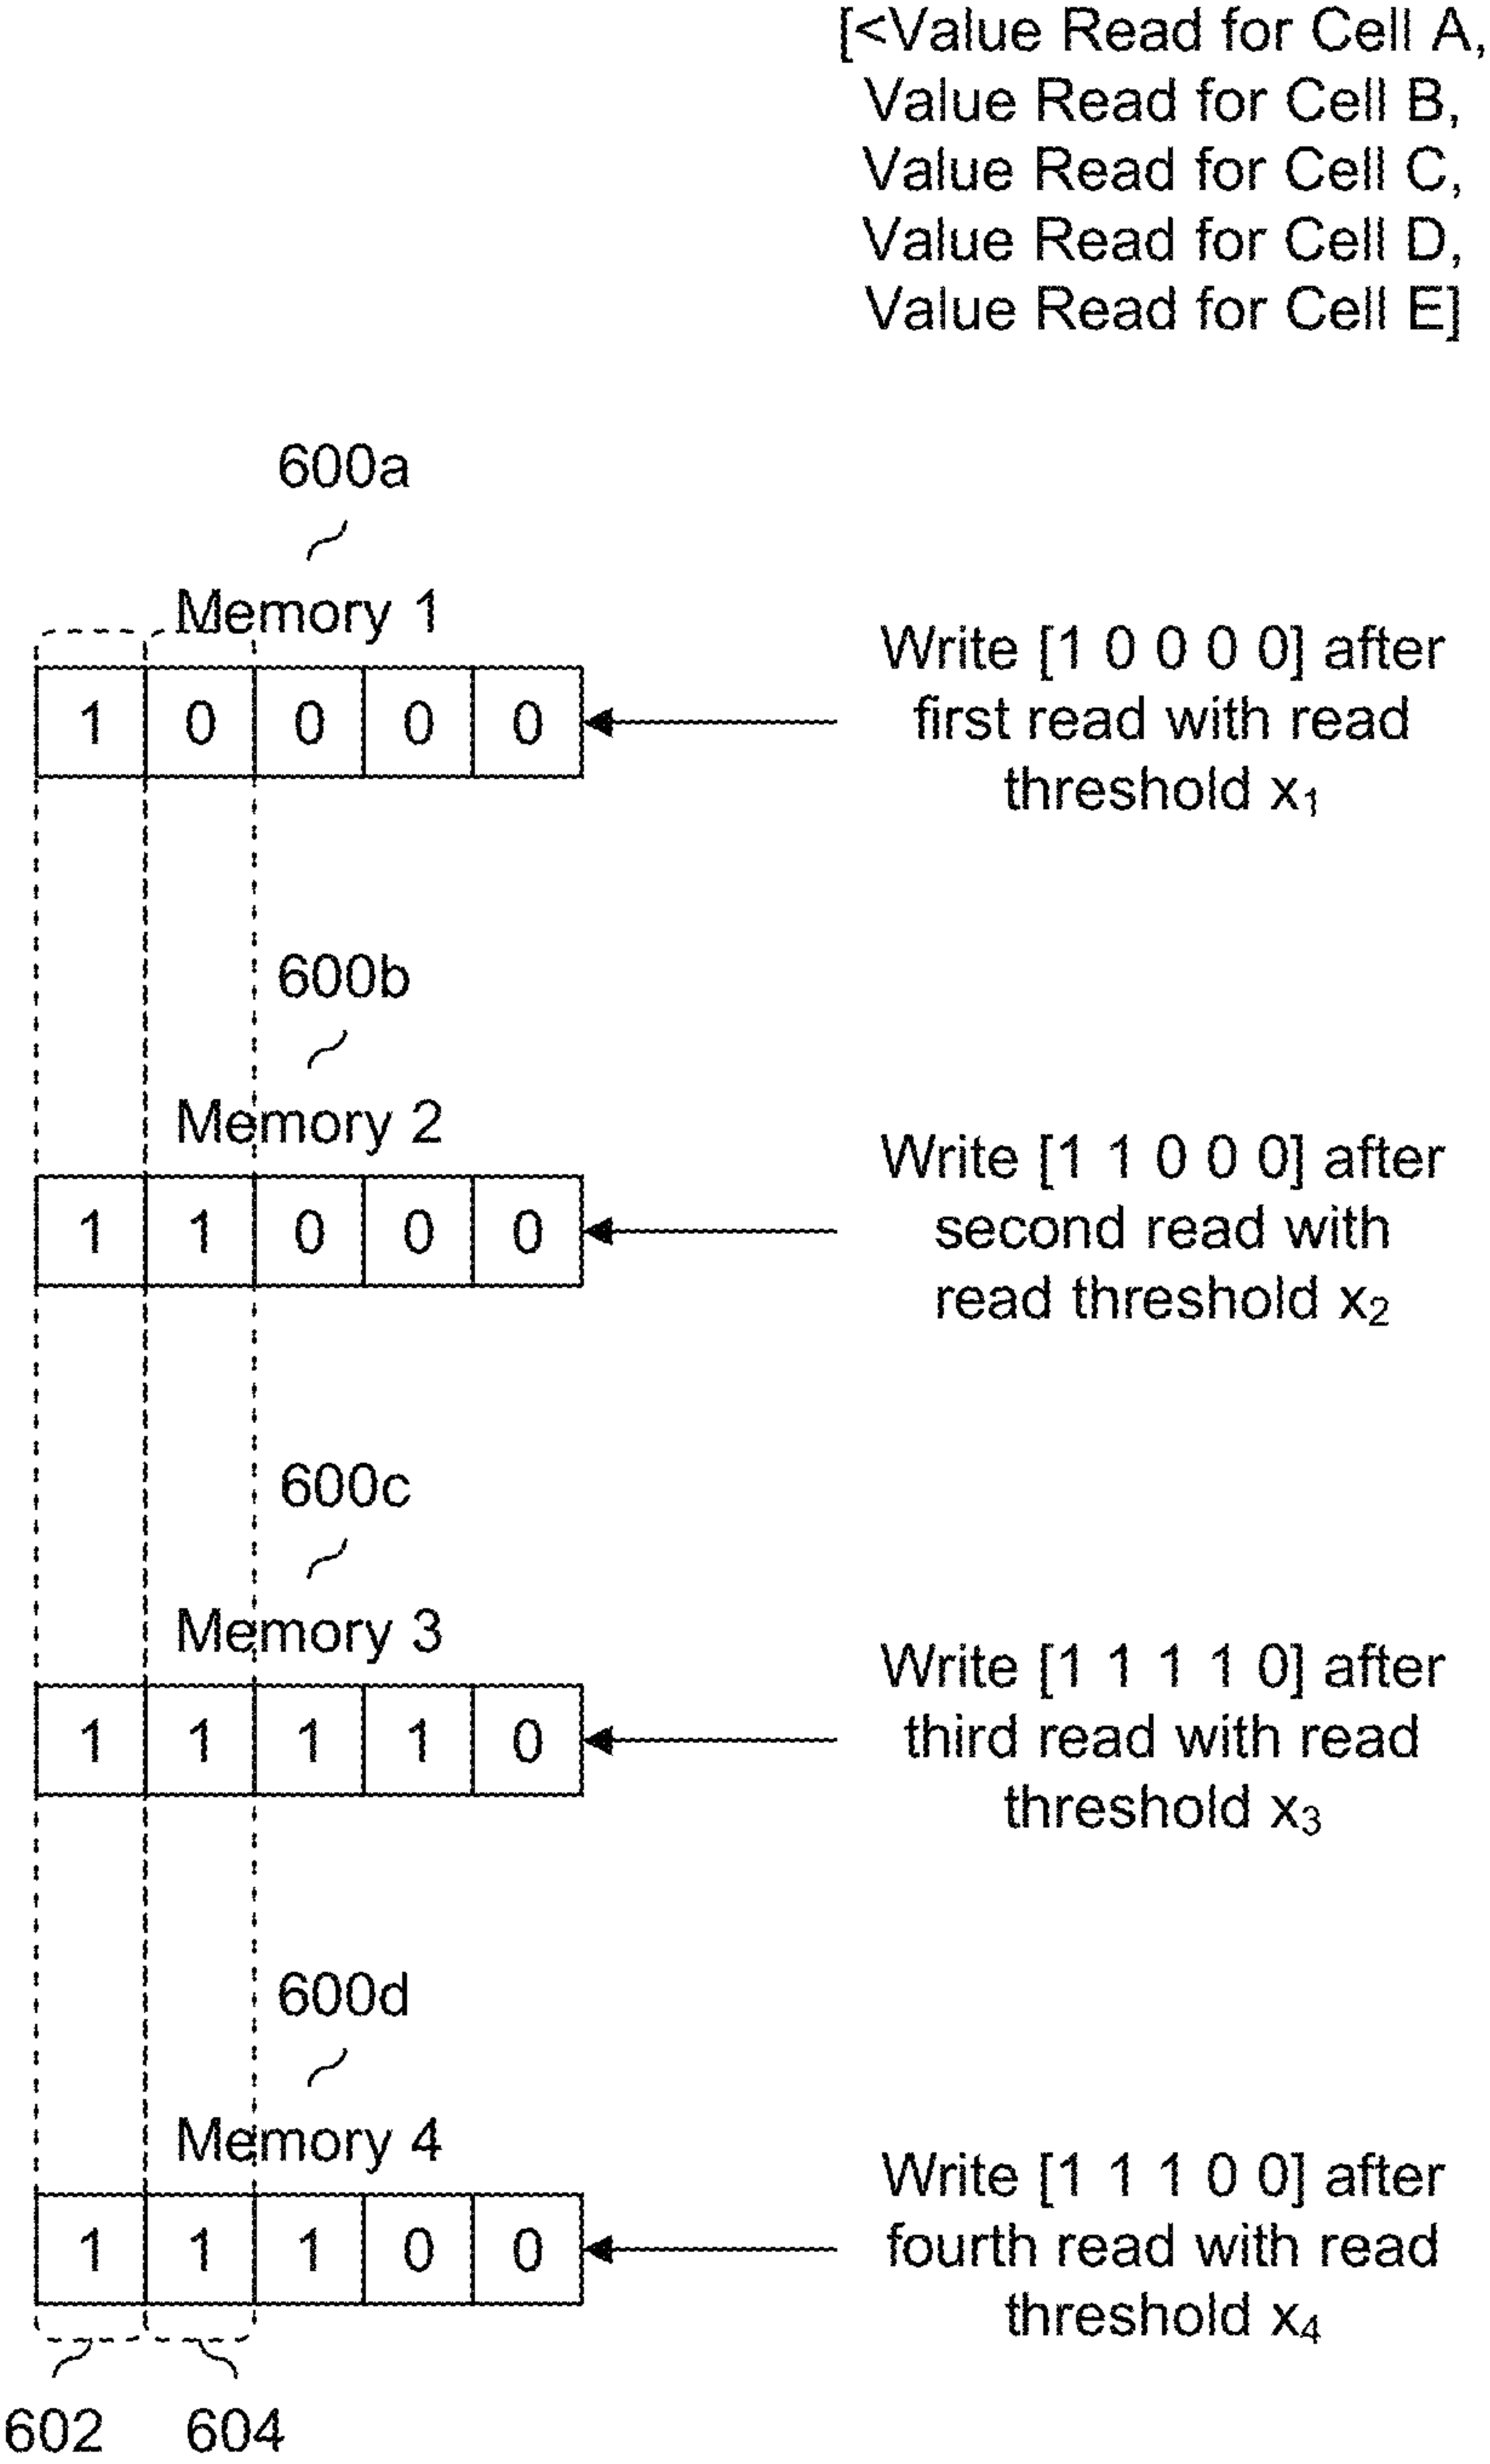 [<Value Read for Cell A,
Value Read for Cell B,
Value Read for Cell C,
Value Read for Cell D,
Value Read for Cell E]
600a
Memory 1
1 0 0 0 0
Write [1 0 0 0 0] after
first read with read
threshold x₁
600b
Memory 2
1 1 0 0 0
Write [1 1 0 0 0] after
second read with
read threshold x₂
600c
Memory 3
1 1 1 1 0
Write [1 1 1 1 0] after
third read with read
threshold x₃
600d
Memory 4
1 1 1 0 0
Write [1 1 1 0 0] after
fourth read with read
threshold x₄
602 604